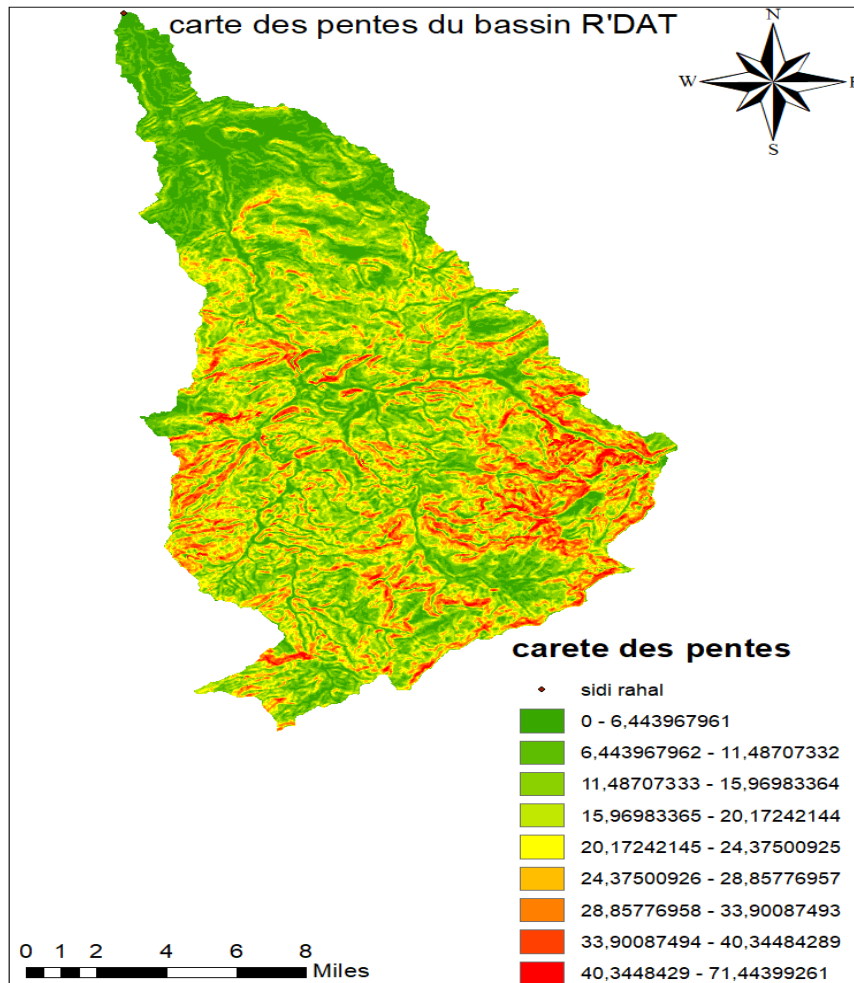 carte des pentes du bassin R'DAT
N
W E
S
carete des pentes
sidi rahal
0 - 6,443967961
6,443967962 - 11,48707332
11,48707333 - 15,96983364
15,96983365 - 20,17242144
20,17242145 - 24,37500925
24,37500926 - 28,85776957
28,85776958 - 33,90087493
33,90087494 - 40,34484289
40,3448429 - 71,44399261
0 1 2 4 6 8
Miles